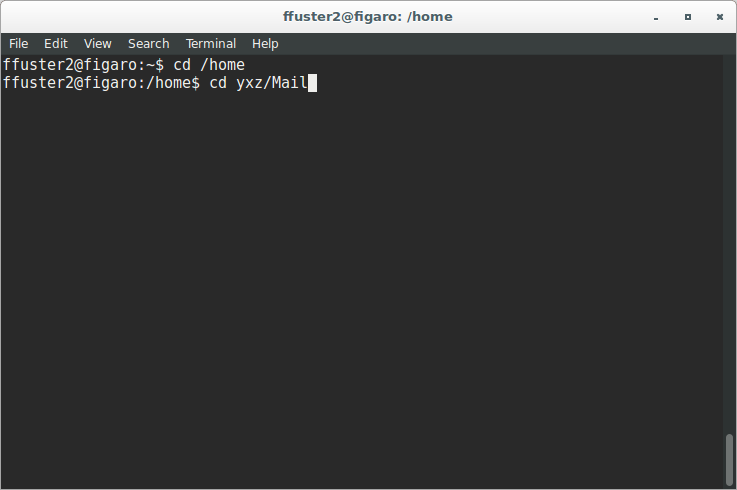 ffuster2@figaro: /home
File Edit View Search Terminal Help
ffuster2@figaro:~$ cd /home
ffuster2@figaro:/home$ cd yxz/Mail